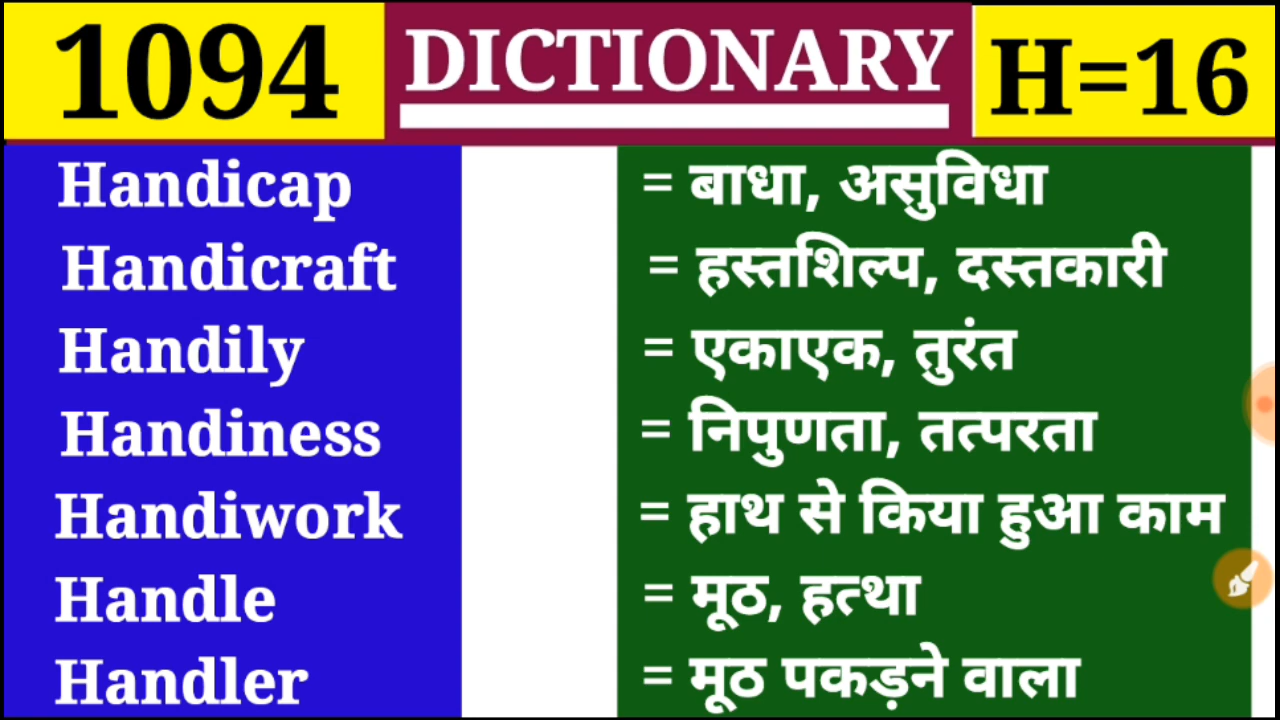 1094 DICTIONARY H=16
Handicap = बाधा, असुविधा
Handicraft = हस्तशिल्प, दस्तकारी
Handily = एकाएक, तुरंत
Handiness = निपुणता, तत्परता
Handiwork = हाथ से किया हुआ काम
Handle = मूठ, हत्था
Handler = मूठ पकड़ने वाला